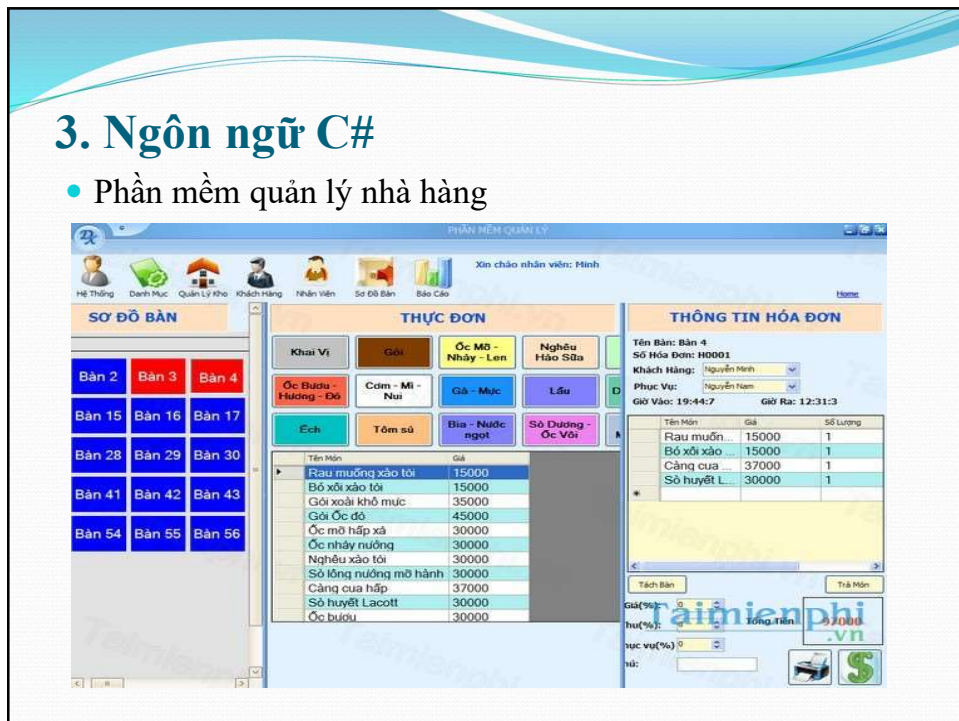 3. Ngôn ngữ C#
Phần mềm quản lý nhà hàng
PHẦN MỀM QUẢN LÝ
Xin chào nhân viên: Minh
Hệ Thống Danh Mục Quản Lý Kho Khách Hàng Nhân Viên Sơ Đồ Bàn Báo Cáo
Home
SƠ ĐỒ BÀN
Bàn 2 Bàn 3 Bàn 4
Bàn 15 Bàn 16 Bàn 17
Bàn 28 Bàn 29 Bàn 30
Bàn 41 Bàn 42 Bàn 43
Bàn 54 Bàn 55 Bàn 56
THỰC ĐƠN
Khai Vị Gỏi Ốc Mỡ - Nghêu
Nhảy - Len Hào Sữa
Ốc Bươu - Cơm - Mì - Gà - Mực Lẩu
Hương - Đỏ Nui
Ếch Tôm sú Bia - Nước Sò Dương -
ngọt Ốc Vôi
Tên Món Giá
Rau muống xào tỏi 15000
Bó xôi xào tỏi 15000
Gỏi xoài khô mực 35000
Gỏi Ốc đỏ 45000
Ốc mỡ hấp xả 30000
Ốc nhảy nướng 30000
Nghêu xào tỏi 30000
Sò lông nướng mỡ hành 30000
Càng cua hấp 37000
Sò huyết Lacott 30000
Ốc bươu 30000
THÔNG TIN HÓA ĐƠN
Tên Bàn: Bàn 4
Số Hóa Đơn: H0001
Khách Hàng: Nguyễn Minh
Phục Vụ: Nguyễn Nam
Giờ Vào: 19:44:7 Giờ Ra: 12:31:3
Tên Món Giá Số Lượng
Rau muốn... 15000 1
Bó xôi xào ... 15000 1
Càng cua ... 37000 1
Sò huyết L... 30000 1
Tách Bàn Trả Món
Giá(%): 0
hu(%): 0 Tổng Tiền 97000
hục vụ(%) 0
hú:
Taimienphi
.vn